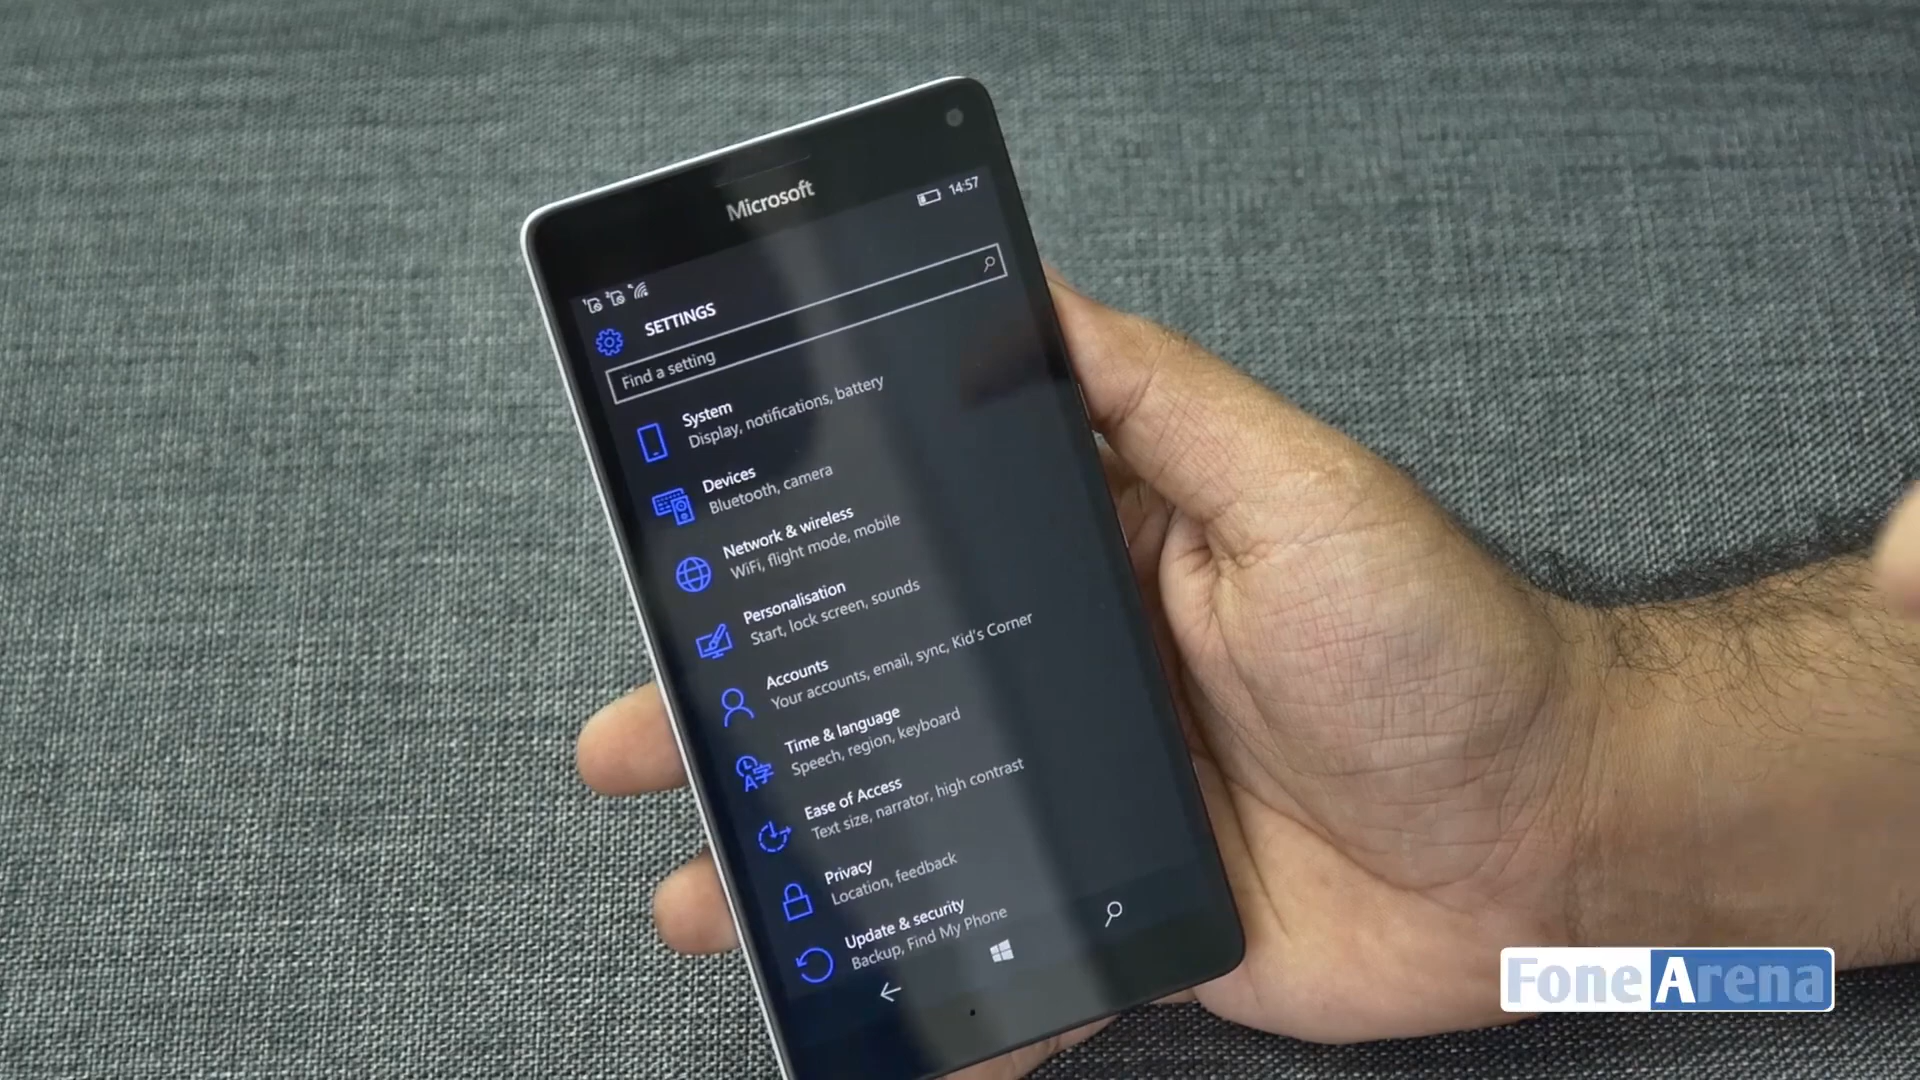 Microsoft
14:57
SETTINGS
Find a setting
System
Display, notifications, battery
Devices
Bluetooth, camera
Network & wireless
WiFi, flight mode, mobile
Personalisation
Start, lock screen, sounds
Accounts
Your accounts, email, sync, Kid's Corner
Time & language
Speech, region, keyboard
Ease of Access
Text size, narrator, high contrast
Privacy
Location, feedback
Update & security
Backup, Find My Phone
FoneArena